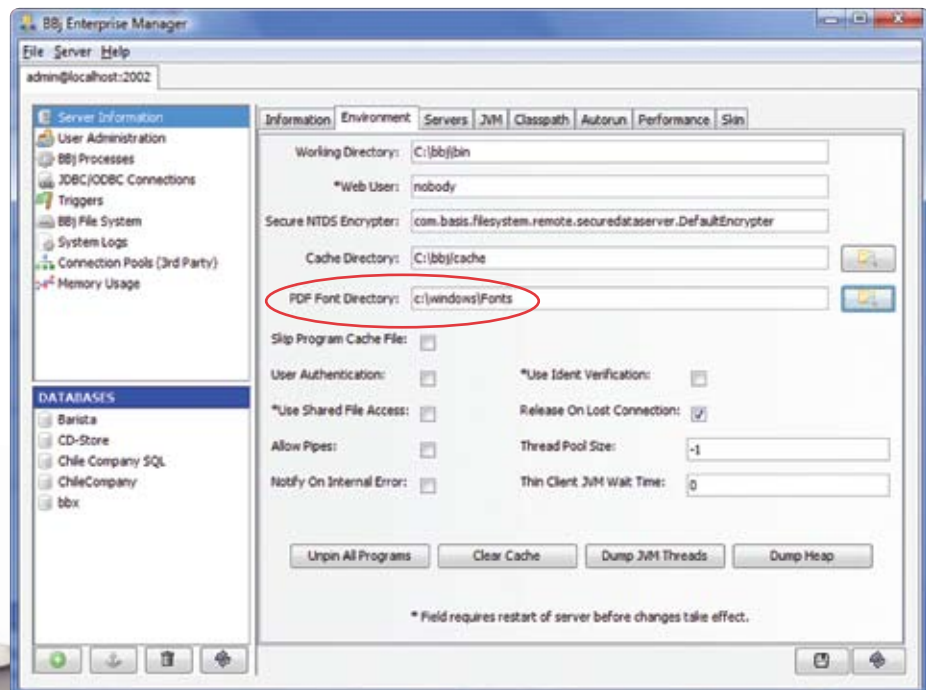 BBj Enterprise Manager
File Server Help
admin@localhost:2002
Server Information
User Administration
BBj Processes
JDBC/ODBC Connections
Triggers
BBj File System
System Logs
Connection Pools (3rd Party)
Memory Usage
DATABASES
Barista
CD-Store
Chile Company SQL
ChileCompany
bbx
Information Environment Servers JVM Classpath Autorun Performance Skin
Working Directory: C:\bbj\bin
*Web User: nobody
Secure NTDS Encrypter: com.basis.filesystem.remote.securedataserver.DefaultEncrypter
Cache Directory: C:\bbj\cache
PDF Font Directory: c:\windows\Fonts
Skip Program Cache File:
User Authentication: *Use Ident Verification:
*Use Shared File Access: Release On Lost Connection:
Allow Pipes: Thread Pool Size: -1
Notify On Internal Error: Thin Client JVM Wait Time: 0
Unpin All Programs Clear Cache Dump JVM Threads Dump Heap
* Field requires restart of server before changes take effect.